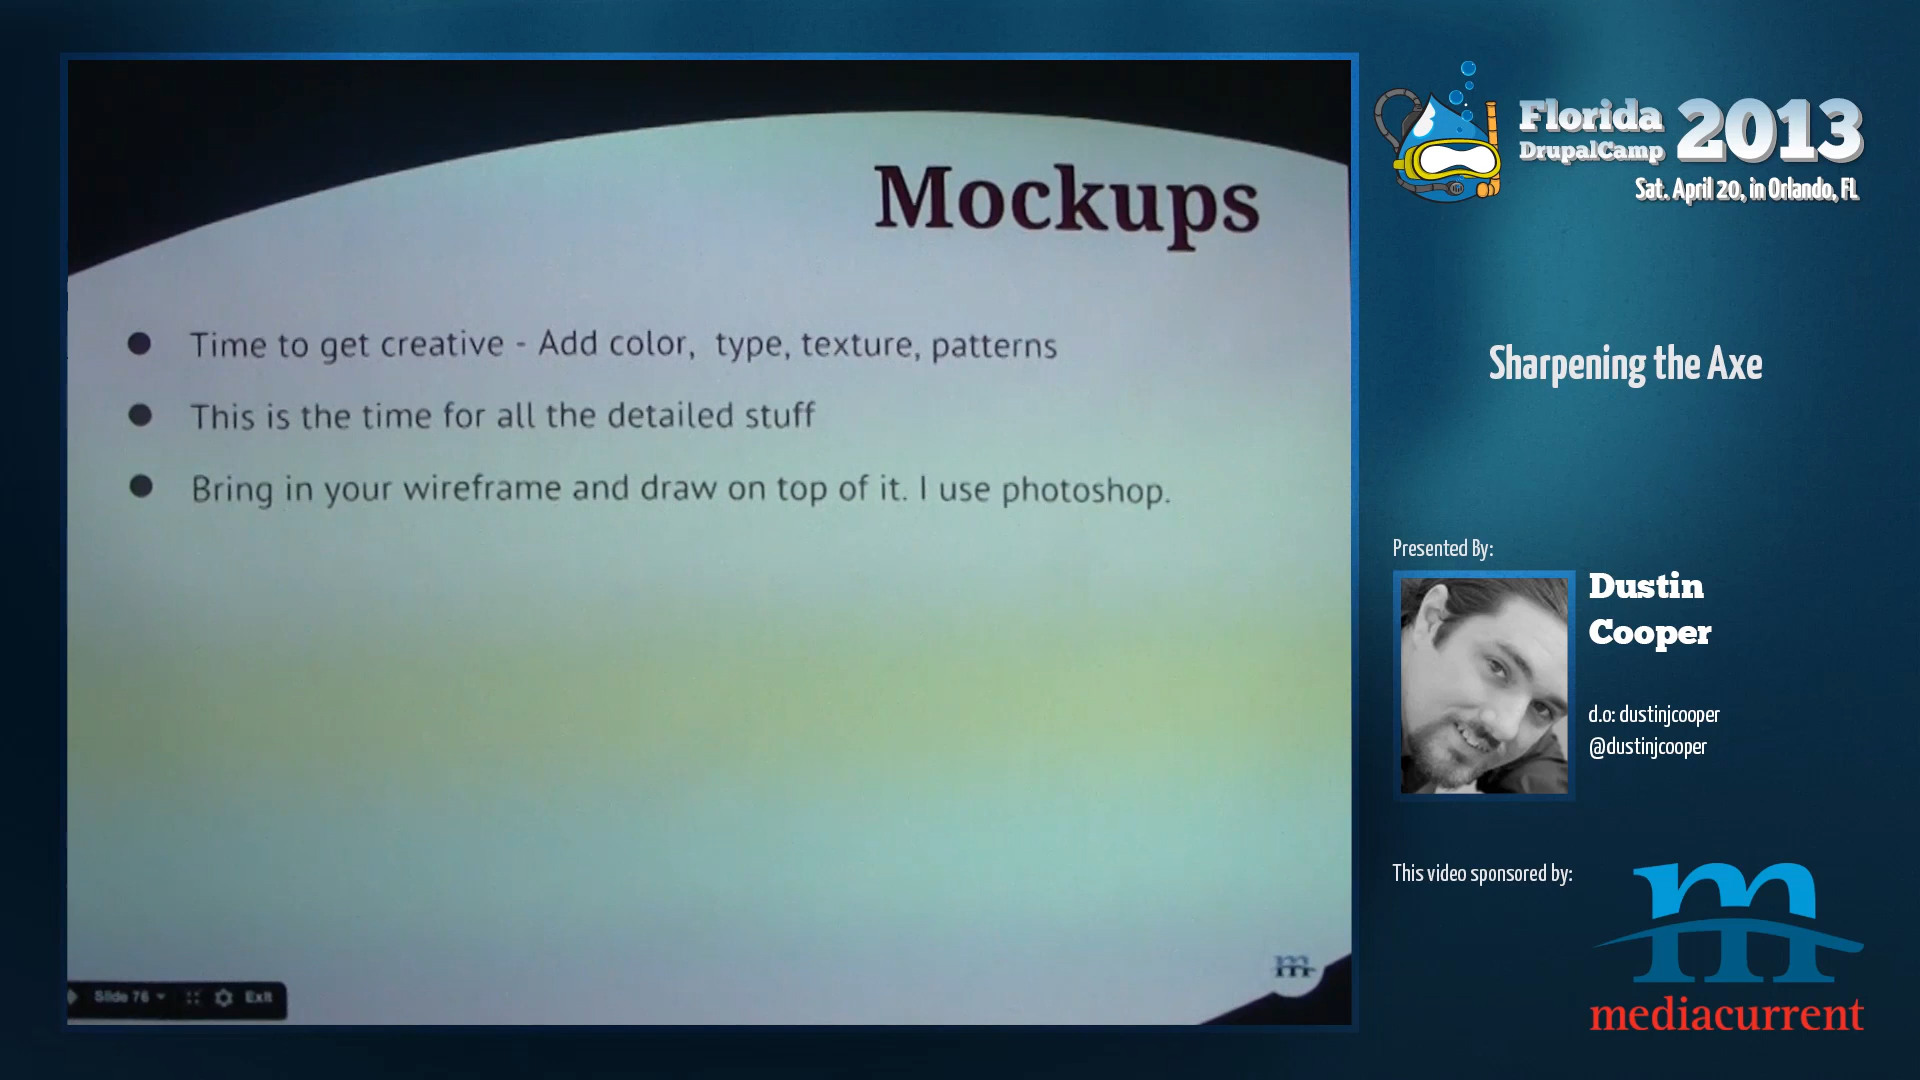 Mockups
● Time to get creative - Add color, type, texture, patterns
● This is the time for all the detailed stuff
● Bring in your wireframe and draw on top of it. I use photoshop.
m
Slide 76 Exit
Florida
DrupalCamp
2013
Sat. April 20, in Orlando, FL
Sharpening the Axe
Presented By:
Dustin
Cooper
d.o: dustinjcooper
@dustinjcooper
This video sponsored by:
m
mediacurrent